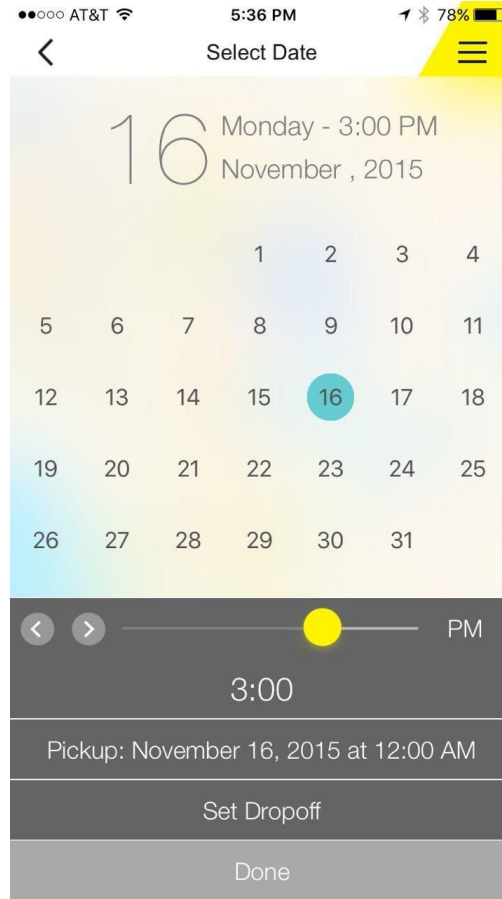 AT&T 5:36 PM 78%
Select Date
16 Monday - 3:00 PM
November , 2015
1 2 3 4
5 6 7 8 9 10 11
12 13 14 15 16 17 18
19 20 21 22 23 24 25
26 27 28 29 30 31
PM
3:00
Pickup: November 16, 2015 at 12:00 AM
Set Dropoff
Done